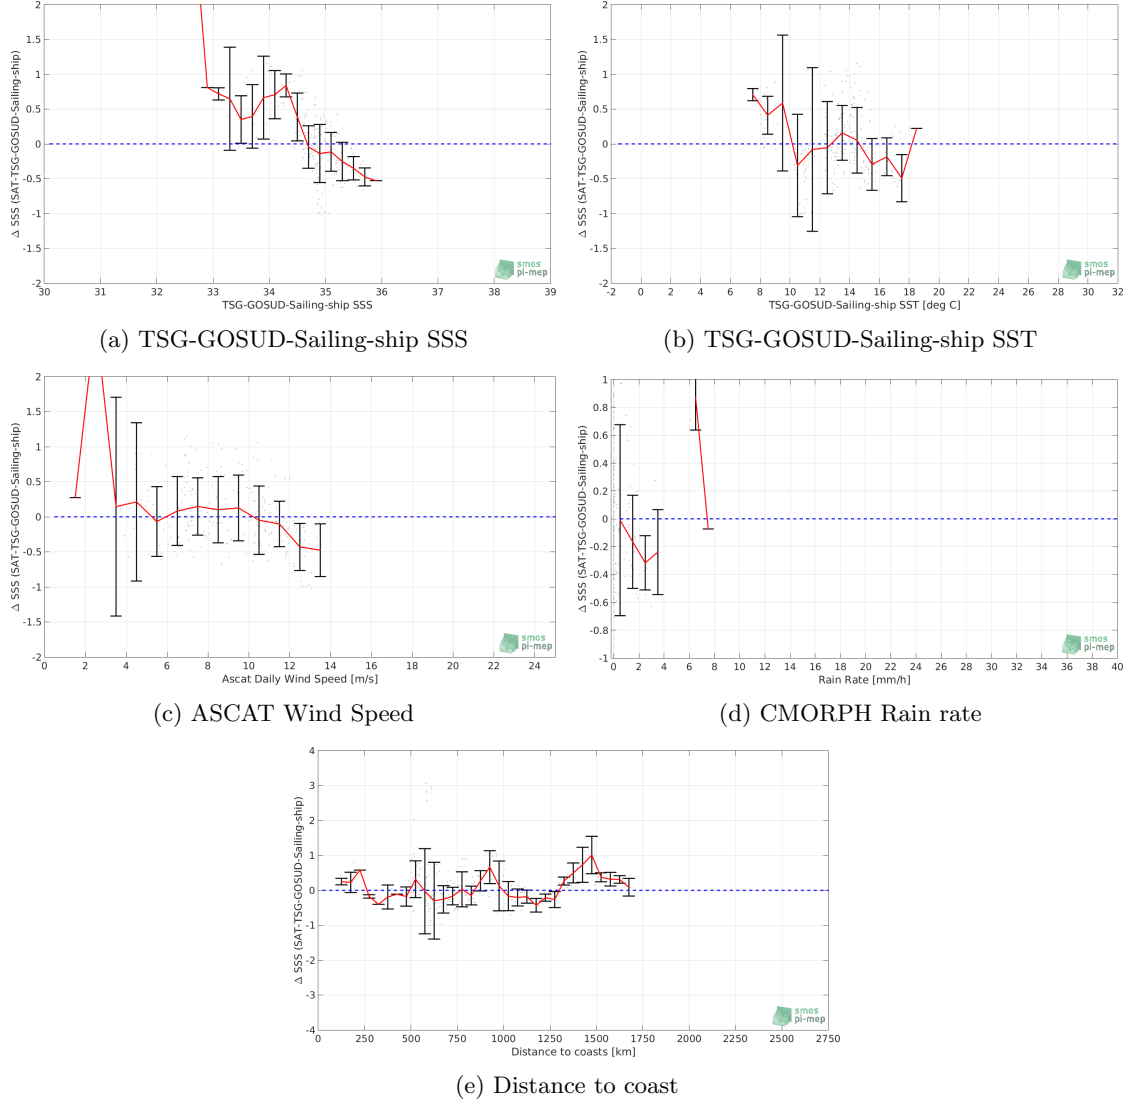 2
1.5
1
0.5
0
-0.5
-1
-1.5
-2
Δ SSS (SAT-TSG-GOSUD-Sailing-ship)
30 31 32 33 34 35 36 37 38 39
TSG-GOSUD-Sailing-ship SSS
smos
pi-mep
(a) TSG-GOSUD-Sailing-ship SSS
2
1.5
1
0.5
0
-0.5
-1
-1.5
-2
Δ SSS (SAT-TSG-GOSUD-Sailing-ship)
-2 0 2 4 6 8 10 12 14 16 18 20 22 24 26 28 30 32
TSG-GOSUD-Sailing-ship SST [deg C]
smos
pi-mep
(b) TSG-GOSUD-Sailing-ship SST
2
1.5
1
0.5
0
-0.5
-1
-1.5
-2
Δ SSS (SAT-TSG-GOSUD-Sailing-ship)
0 2 4 6 8 10 12 14 16 18 20 22 24
Ascat Daily Wind Speed [m/s]
smos
pi-mep
(c) ASCAT Wind Speed
1
0.8
0.6
0.4
0.2
0
-0.2
-0.4
-0.6
-0.8
-1
Δ SSS (SAT-TSG-GOSUD-Sailing-ship)
0 2 4 6 8 10 12 14 16 18 20 22 24 26 28 30 32 34 36 38 40
Rain Rate [mm/h]
smos
pi-mep
(d) CMORPH Rain rate
4
3
2
1
0
-1
-2
-3
-4
Δ SSS (SAT-TSG-GOSUD-Sailing-ship)
0 250 500 750 1000 1250 1500 1750 2000 2250 2500 2750
Distance to coasts [km]
smos
pi-mep
(e) Distance to coast